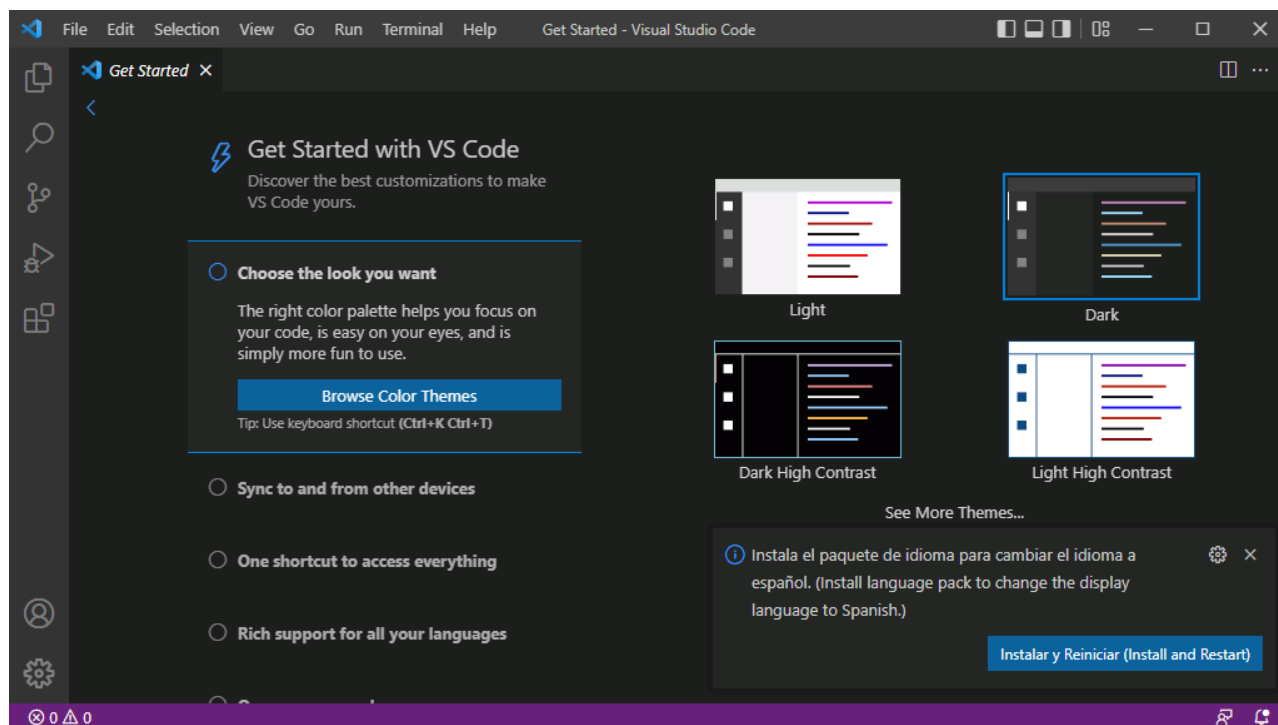 File Edit Selection View Go Run Terminal Help Get Started - Visual Studio Code
Get Started
Get Started with VS Code
Discover the best customizations to make
VS Code yours.
Choose the look you want
The right color palette helps you focus on
your code, is easy on your eyes, and is
simply more fun to use.
Browse Color Themes
Tip: Use keyboard shortcut (Ctrl+K Ctrl+T)
Sync to and from other devices
One shortcut to access everything
Rich support for all your languages
Light
Dark
Dark High Contrast
Light High Contrast
See More Themes...
Instala el paquete de idioma para cambiar el idioma a
español. (Install language pack to change the display
language to Spanish.)
Instalar y Reiniciar (Install and Restart)
0 0